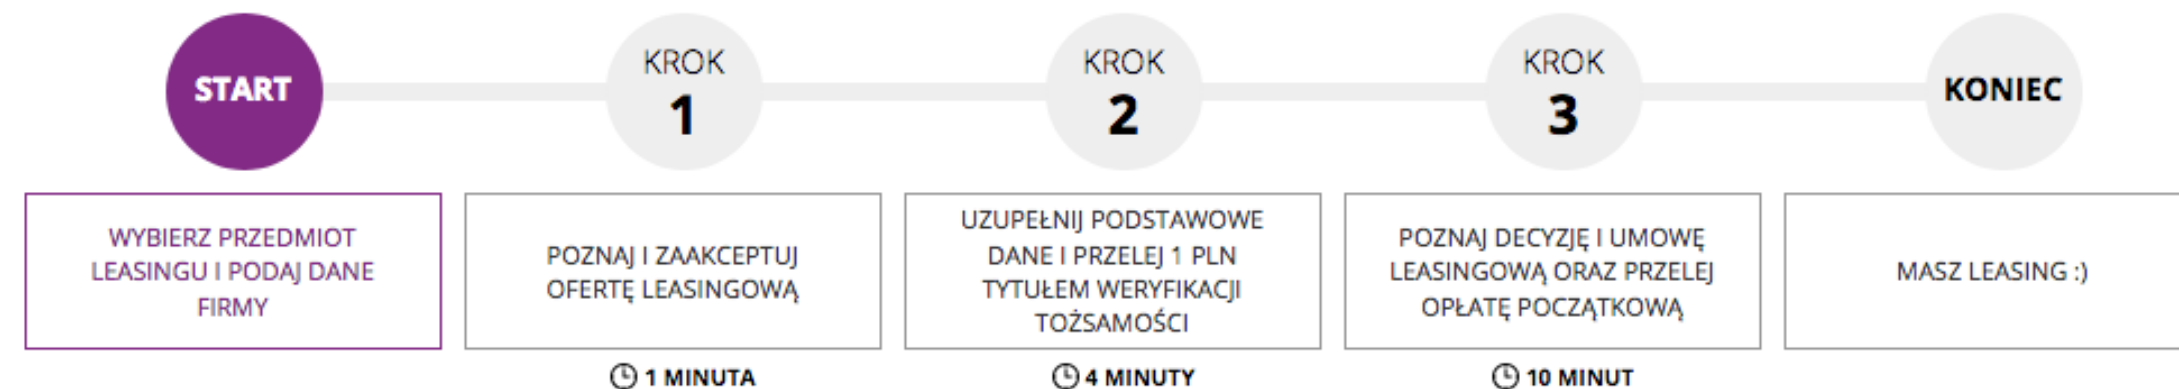 START
KROK
1
KROK
2
KROK
3
KONIEC
WYBIERZ PRZEDMIOT
LEASINGU I PODAJ DANE
FIRMY
POZNAJ I ZAAKCEPTUJ
OFERTĘ LEASINGOWĄ
UZUPEŁNIJ PODSTAWOWE
DANE I PRZELEJ 1 PLN
TYTUŁEM WERYFIKACJI
TOŻSAMOŚCI
POZNAJ DECYZJĘ I UMOWĘ
LEASINGOWĄ ORAZ PRZELEJ
OPŁATĘ POCZĄTKOWĄ
MASZ LEASING :)
1 MINUTA
4 MINUTY
10 MINUT